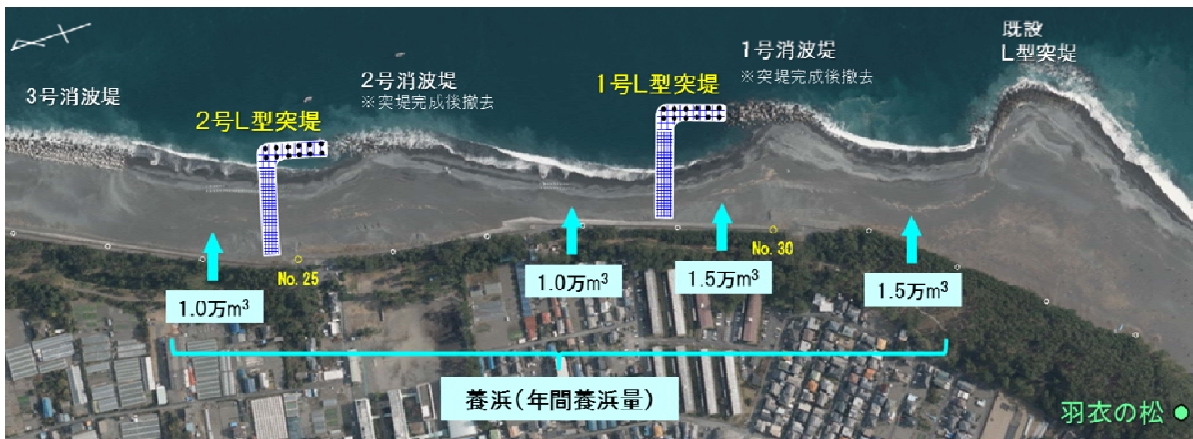 既設
L型突堤
1号消波堤
※突堤完成後撤去
1号L型突堤
2号消波堤
※突堤完成後撤去
2号L型突堤
3号消波堤
No. 25
No. 30
1.0万m³
1.0万m³
1.5万m³
1.5万m³
養浜(年間養浜量)
羽衣の松